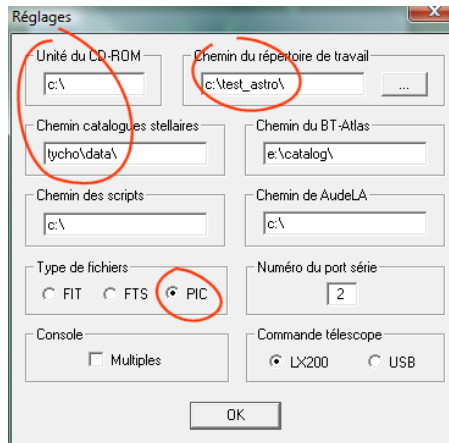 Réglages
Unité du CD-ROM
Chemin du répertoire de travail
c:\
c:\test_astro\
...
Chemin catalogues stellaires
Chemin du BT-Atlas
tycho\data\
e:\catalog\
Chemin des scripts
Chemin de AudeLA
c:\
c:\
Type de fichiers
Numéro du port série
FIT
FTS
PIC
2
Console
Commande télescope
Multiples
LX200
USB
OK